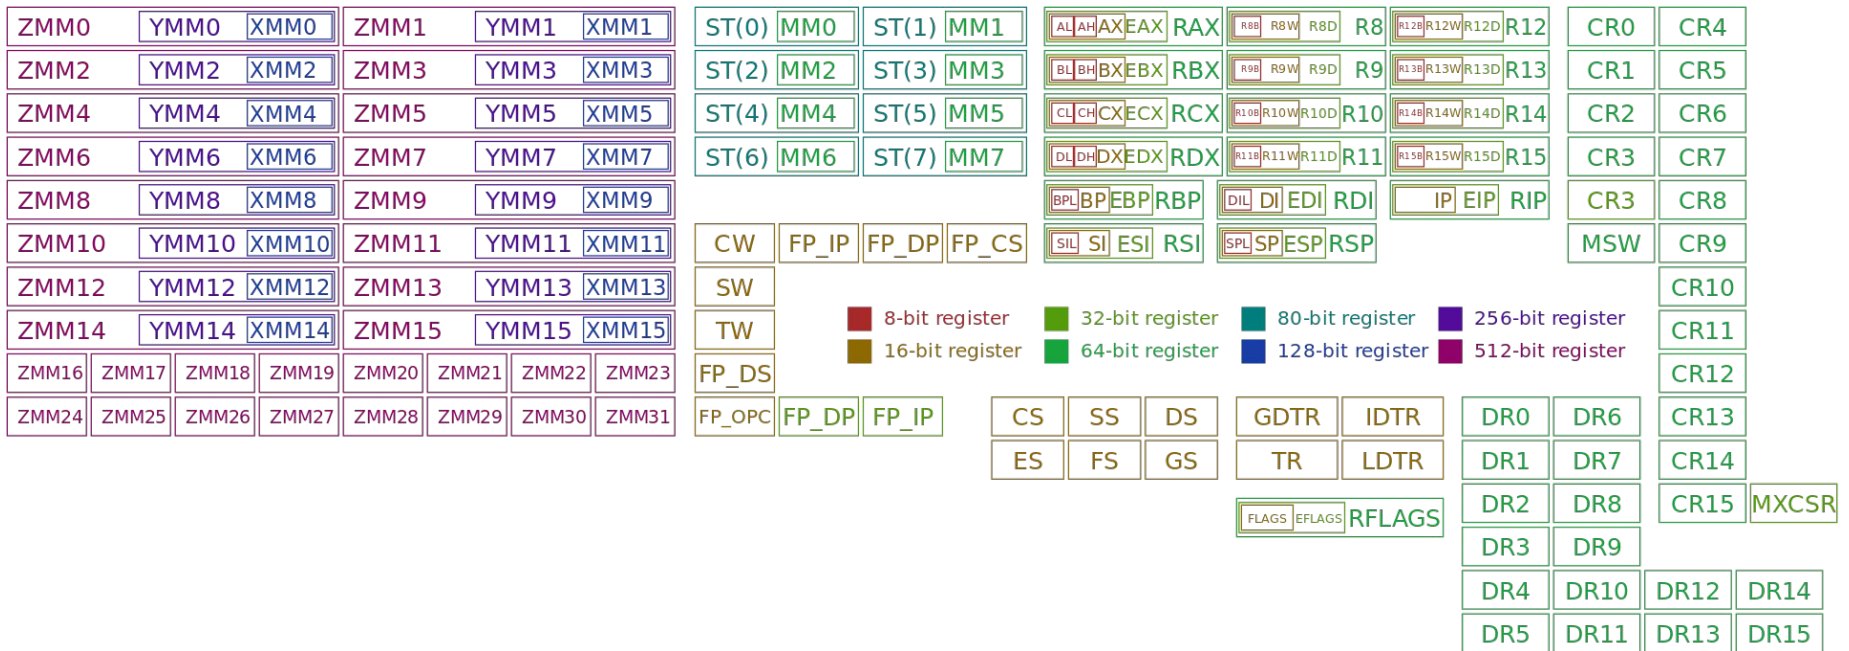 ZMM0 YMM0 XMM0 ZMM1 YMM1 XMM1 ST(0) MM0 ST(1) MM1 AL AH AX EAX RAX R8B R8W R8D R8 R12B R12W R12D R12 CR0 CR4
ZMM2 YMM2 XMM2 ZMM3 YMM3 XMM3 ST(2) MM2 ST(3) MM3 BL BH BX EBX RBX R9B R9W R9D R9 R13B R13W R13D R13 CR1 CR5
ZMM4 YMM4 XMM4 ZMM5 YMM5 XMM5 ST(4) MM4 ST(5) MM5 CL CH CX ECX RCX R10B R10W R10D R10 R14B R14W R14D R14 CR2 CR6
ZMM6 YMM6 XMM6 ZMM7 YMM7 XMM7 ST(6) MM6 ST(7) MM7 DL DH DX EDX RDX R11B R11W R11D R11 R15B R15W R15D R15 CR3 CR7
ZMM8 YMM8 XMM8 ZMM9 YMM9 XMM9 BPL BP EBP RBP DIL DI EDI RDI IP EIP RIP CR3 CR8
ZMM10 YMM10 XMM10 ZMM11 YMM11 XMM11 CW FP_IP FP_DP FP_CS SIL SI ESI RSI SPL SP ESP RSP MSW CR9
ZMM12 YMM12 XMM12 ZMM13 YMM13 XMM13 SW CR10
8-bit register 32-bit register 80-bit register 256-bit register
ZMM14 YMM14 XMM14 ZMM15 YMM15 XMM15 TW CR11
16-bit register 64-bit register 128-bit register 512-bit register
ZMM16 ZMM17 ZMM18 ZMM19 ZMM20 ZMM21 ZMM22 ZMM23 FP_DS CR12
ZMM24 ZMM25 ZMM26 ZMM27 ZMM28 ZMM29 ZMM30 ZMM31 FP_OPC FP_DP FP_IP CS SS DS GDTR IDTR DR0 DR6 CR13
ES FS GS TR LDTR DR1 DR7 CR14
FLAGS EFLAGS RFLAGS DR2 DR8 CR15 MXCSR
DR3 DR9
DR4 DR10 DR12 DR14
DR5 DR11 DR13 DR15